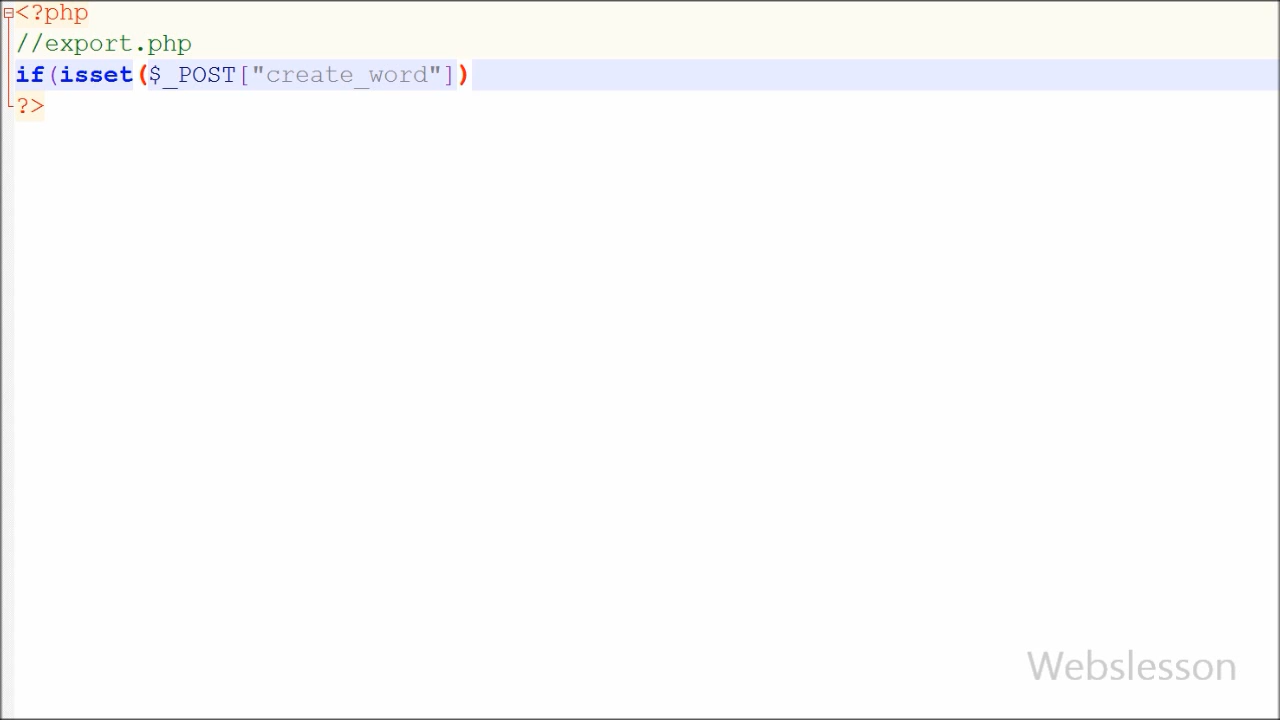 <?php
//export.php
if(isset($_POST["create_word"])
?>
Webslesson